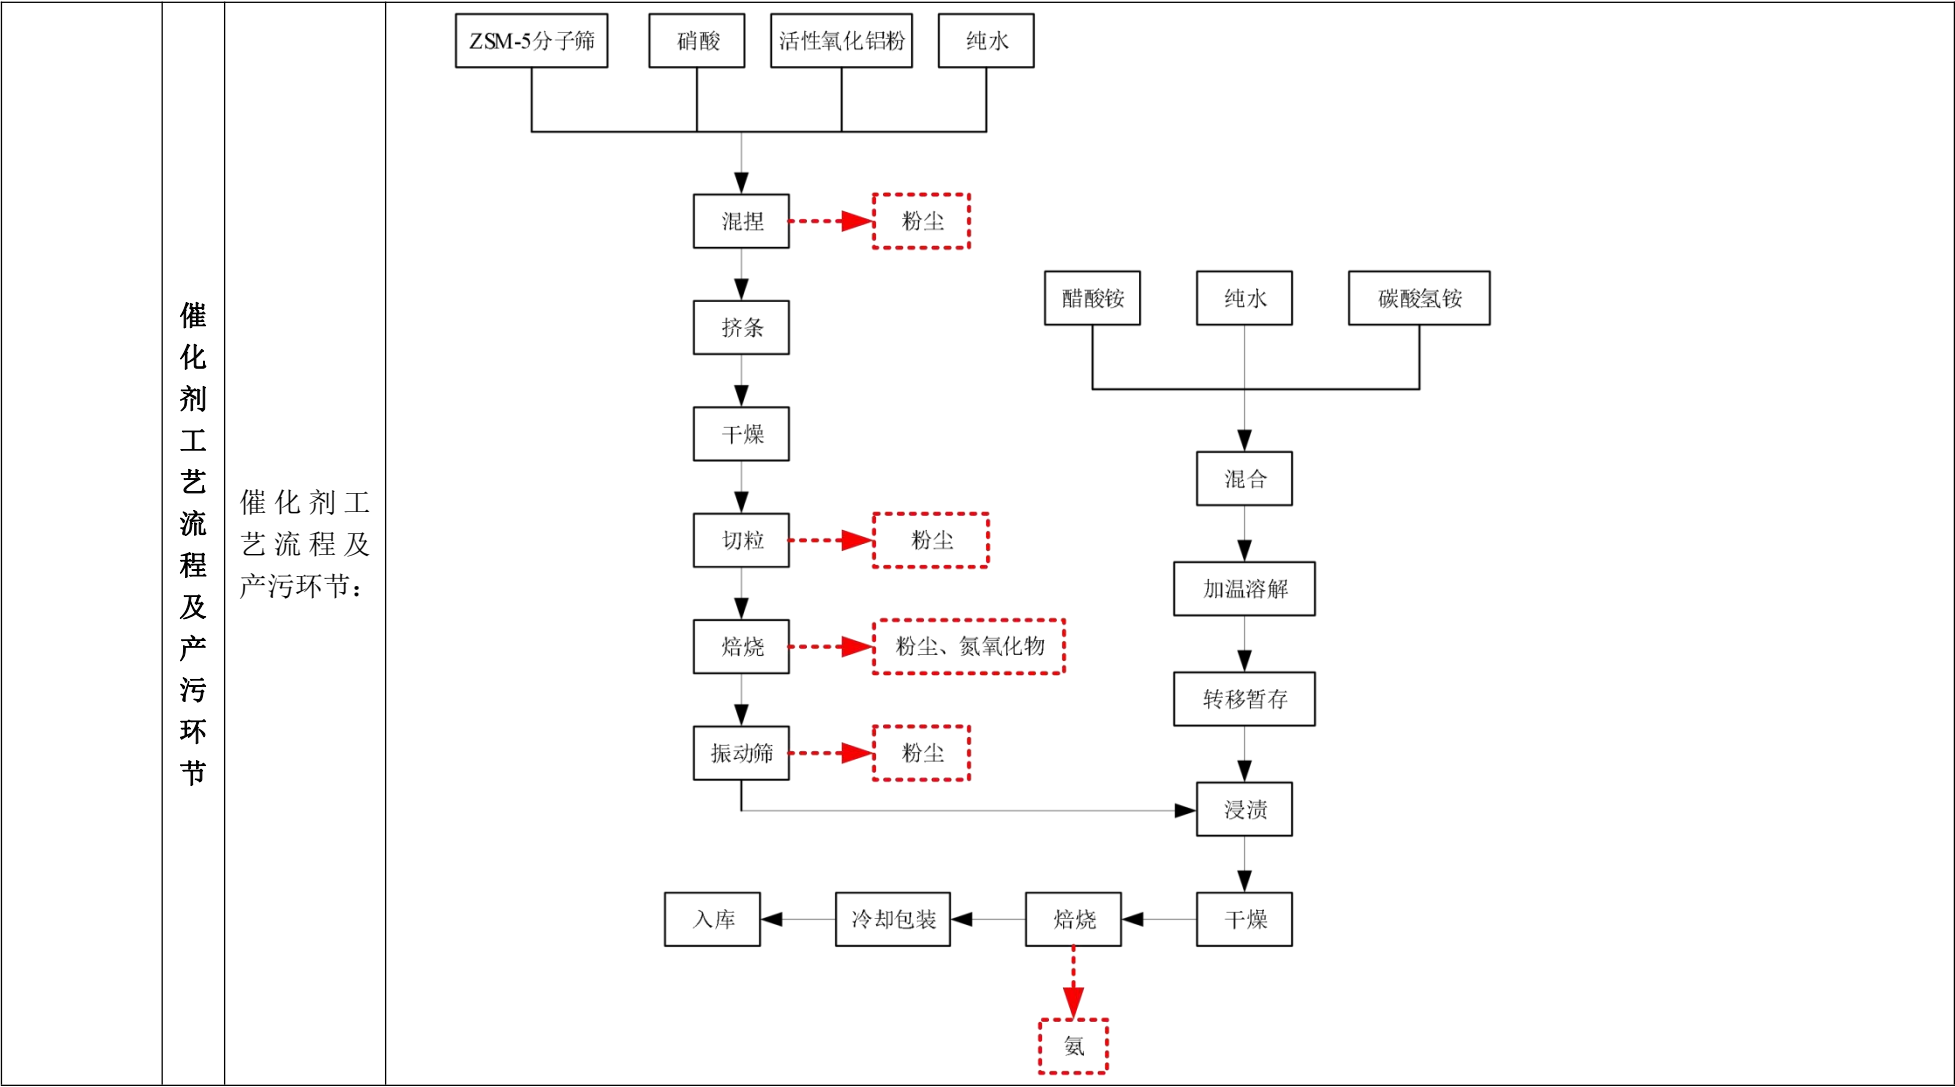 催
化
剂
工
艺
流
程
及
产
污
环
节
催化剂工
艺流程及
产污环节：
ZSM-5分子筛
硝酸
活性氧化铝粉
纯水
混捏
粉尘
挤条
干燥
切粒
粉尘
焙烧
粉尘、氮氧化物
振动筛
粉尘
醋酸铵
纯水
碳酸氢铵
混合
加温溶解
转移暂存
浸渍
干燥
焙烧
冷却包装
入库
氨